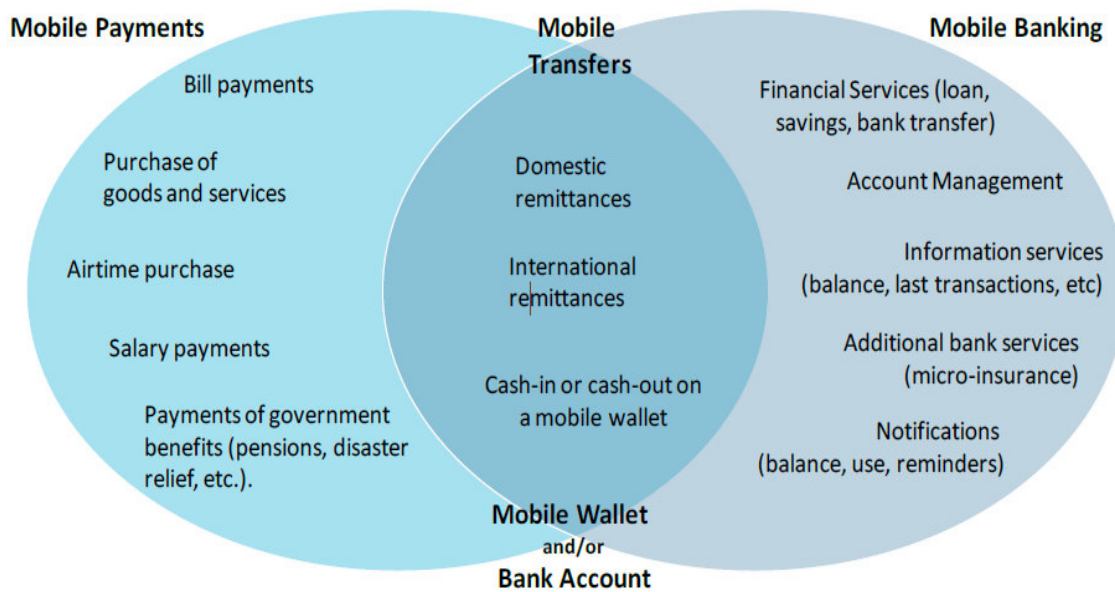 Mobile Payments
Bill payments
Purchase of
goods and services
Airtime purchase
Salary payments
Payments of government
benefits (pensions, disaster
relief, etc.).
Mobile
Transfers
Domestic
remittances
International
remittances
Cash-in or cash-out on
a mobile wallet
Mobile Wallet
and/or
Bank Account
Mobile Banking
Financial Services (loan,
savings, bank transfer)
Account Management
Information services
(balance, last transactions, etc)
Additional bank services
(micro-insurance)
Notifications
(balance, use, reminders)